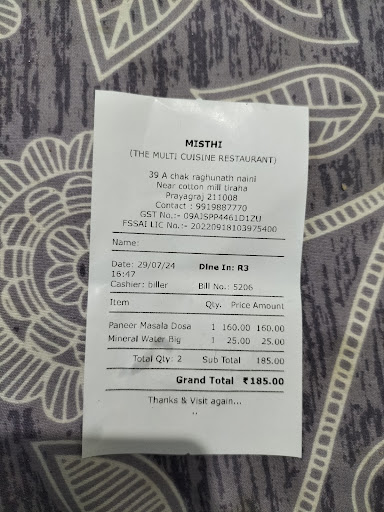 MISTHI
(THE MULTI CUISINE RESTAURANT)
39 A chak raghunath naini
Near cotton mill tiraha
Prayagraj 211008
Contact : 9919887770
GST No.:- 09AJSPP4461D1ZU
FSSAI LIC No.:- 20220918103975400
Name:
Date: 29/07/24 Dine In: R3
16:47
Cashier: biller Bill No.: 5206
Item Qty. Price Amount
Paneer Masala Dosa 1 160.00 160.00
Mineral Water Big 1 25.00 25.00
Total Qty: 2 Sub Total 185.00
Grand Total ₹185.00
Thanks & Visit again...
..